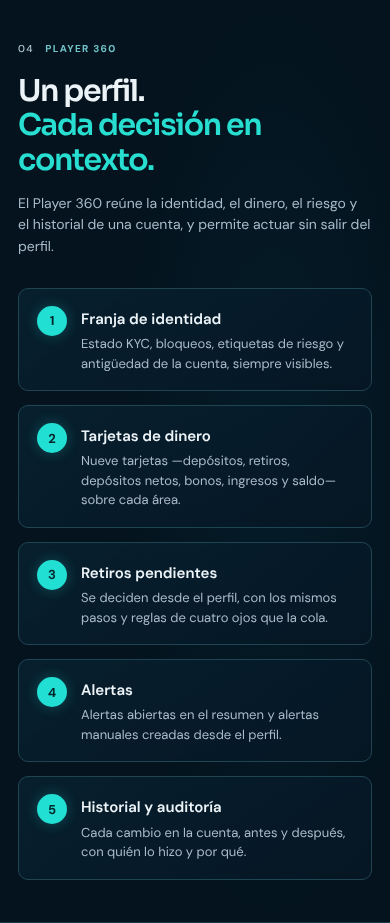 04 PLAYER 360
Un perfil.
Cada decisión en
contexto.
El Player 360 reúne la identidad, el dinero, el riesgo y
el historial de una cuenta, y permite actuar sin salir del
perfil.
1 Franja de identidad
Estado KYC, bloqueos, etiquetas de riesgo y
antigüedad de la cuenta, siempre visibles.
2 Tarjetas de dinero
Nueve tarjetas —depósitos, retiros,
depósitos netos, bonos, ingresos y saldo—
sobre cada área.
3 Retiros pendientes
Se deciden desde el perfil, con los mismos
pasos y reglas de cuatro ojos que la cola.
4 Alertas
Alertas abiertas en el resumen y alertas
manuales creadas desde el perfil.
5 Historial y auditoría
Cada cambio en la cuenta, antes y después,
con quién lo hizo y por qué.